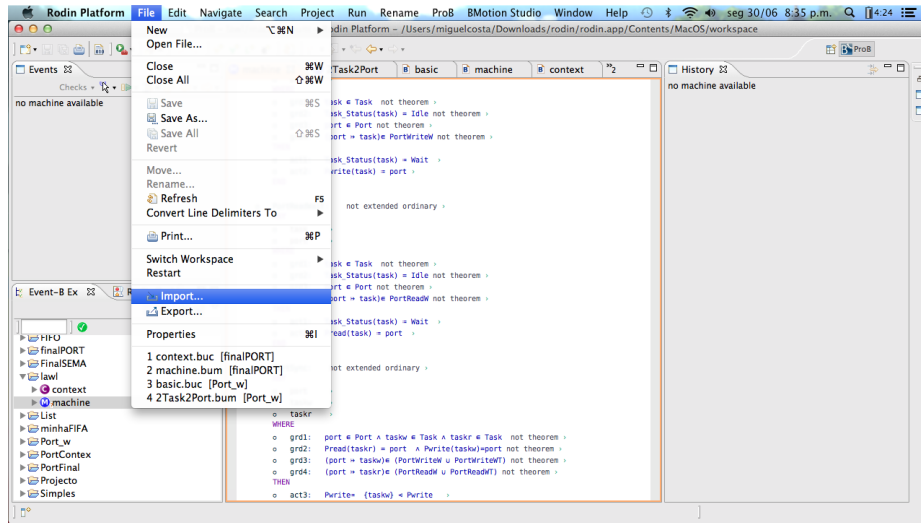 Rodin Platform File Edit Navigate Search Project Run Rename ProB BMotion Studio Window Help seg 30/06 8:35 p.m. 4:24
Rodin Platform - /Users/miguelcosta/Downloads/rodin/rodin.app/Contents/MacOS/workspace
ProB
Events
Checks
no machine available
New ⌥⌘N
Open File...
Close ⌘W
Close All ⇧⌘W
Save ⌘S
Save As...
Save All ⇧⌘S
Revert
Move...
Rename...
Refresh F5
Convert Line Delimiters To
Print... ⌘P
Switch Workspace
Restart
Import...
Export...
Properties ⌘I
1 context.buc [finalPORT]
2 machine.bum [finalPORT]
3 basic.buc [Port_w]
4 2Task2Port.bum [Port_w]
Event-B Ex
FIFO
finalPORT
FinalSEMA
lawl
context
machine
List
minhaFIFA
Port_w
PortContex
PortFinal
Projecto
Simples
2Task2Port basic machine context 2
ask ∈ Task not theorem
ask_Status(task) = Idle not theorem
ort ∈ Port not theorem
port ↦ task)∈ PortWriteW not theorem
ask_Status(task) = Wait
write(task) = port
not extended ordinary
ask ∈ Task not theorem
ask_Status(task) = Idle not theorem
ort ∈ Port not theorem
port ↦ task)∈ PortReadW not theorem
ask_Status(task) = Wait
read(task) = port
not extended ordinary
taskr
WHERE
grd1: port ∈ Port ∧ taskw ∈ Task ∧ taskr ∈ Task not theorem
grd2: Pread(taskr) = port ∧ Pwrite(taskw)=port not theorem
grd3: (port ↦ taskw)∈ (PortWriteW ∪ PortWriteWT) not theorem
grd4: (port ↦ taskr)∈ (PortReadW ∪ PortReadWT) not theorem
THEN
act3: Pwrite≔ {taskw} ⩤ Pwrite
History
no machine available